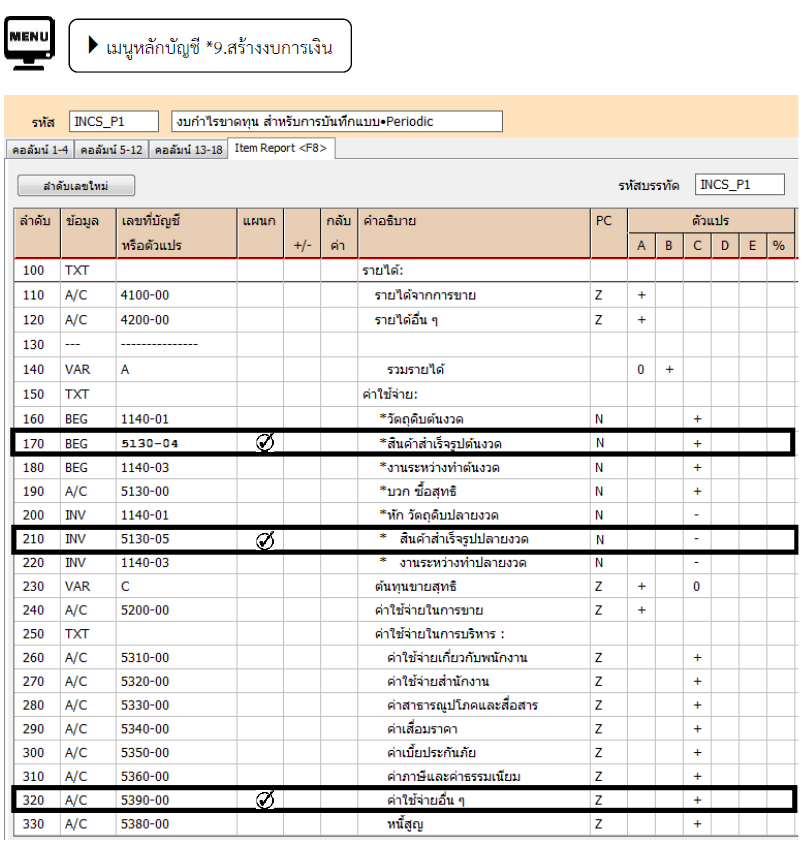 MENU
เมนูหลักบัญชี *9.สร้างงบการเงิน
รหัส INCS_P1 งบกำไรขาดทุน สำหรับการบันทึกแบบ•Periodic
คอลัมน์ 1-4 คอลัมน์ 5-12 คอลัมน์ 13-18 Item Report <F8>
ลำดับเลขใหม่ รหัสบรรทัด INCS_P1
ลำดับ ข้อมูล เลขที่บัญชี แผนก กลับ คำอธิบาย PC ตัวแปร
หรือตัวแปร +/- ค่า A B C D E %
100 TXT รายได้:
110 A/C 4100-00 รายได้จากการขาย Z +
120 A/C 4200-00 รายได้อื่น ๆ Z +
130 --- ---------------
140 VAR A รวมรายได้ 0 +
150 TXT ค่าใช้จ่าย:
160 BEG 1140-01 *วัตถุดิบต้นงวด N +
170 BEG 5130-04 *สินค้าสำเร็จรูปต้นงวด N +
180 BEG 1140-03 *งานระหว่างทำต้นงวด N +
190 A/C 5130-00 *บวก ซื้อสุทธิ N +
200 INV 1140-01 *หัก วัตถุดิบปลายงวด N -
210 INV 5130-05 * สินค้าสำเร็จรูปปลายงวด N -
220 INV 1140-03 * งานระหว่างทำปลายงวด N -
230 VAR C ต้นทุนขายสุทธิ Z + 0
240 A/C 5200-00 ค่าใช้จ่ายในการขาย Z +
250 TXT ค่าใช้จ่ายในการบริหาร :
260 A/C 5310-00 ค่าใช้จ่ายเกี่ยวกับพนักงาน Z +
270 A/C 5320-00 ค่าใช้จ่ายสำนักงาน Z +
280 A/C 5330-00 ค่าสาธารณูปโภคและสื่อสาร Z +
290 A/C 5340-00 ค่าเสื่อมราคา Z +
300 A/C 5350-00 ค่าเบี้ยประกันภัย Z +
310 A/C 5360-00 ค่าภาษีและค่าธรรมเนียม Z +
320 A/C 5390-00 ค่าใช้จ่ายอื่น ๆ Z +
330 A/C 5380-00 หนี้สูญ Z +